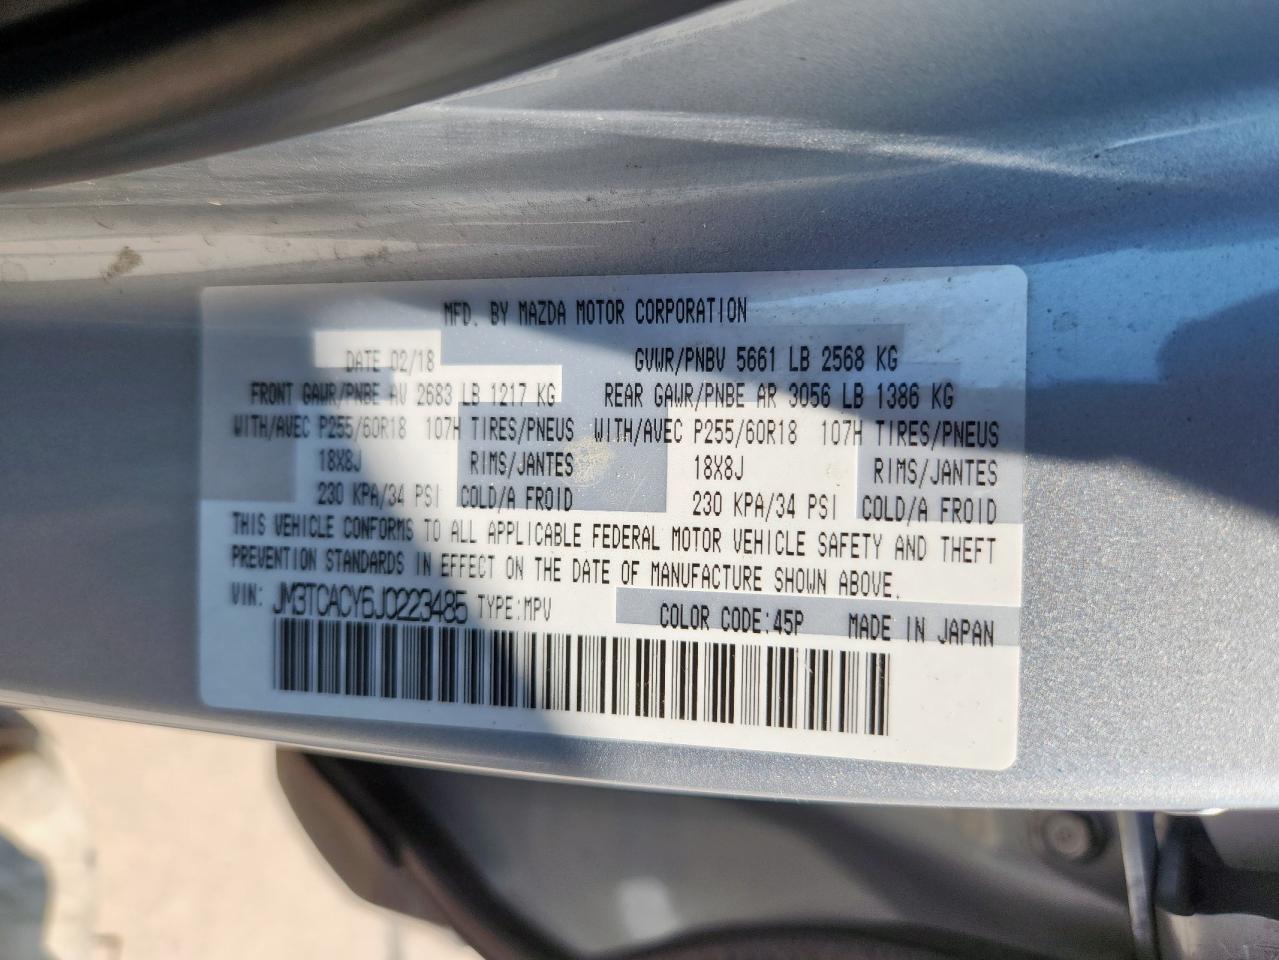 MFD. BY MAZDA MOTOR CORPORATION
DATE 02/18 GVWR/PNBV 5661 LB 2568 KG
FRONT GAWR/PNBE AV 2683 LB 1217 KG REAR GAWR/PNBE AR 3056 LB 1386 KG
WITH/AVEC P255/60R18 107H TIRES/PNEUS WITH/AVEC P255/60R18 107H TIRES/PNEUS
18X8J RIMS/JANTES 18X8J RIMS/JANTES
230 KPA/34 PSI COLD/A FROID 230 KPA/34 PSI COLD/A FROID
THIS VEHICLE CONFORMS TO ALL APPLICABLE FEDERAL MOTOR VEHICLE SAFETY AND THEFT
PREVENTION STANDARDS IN EFFECT ON THE DATE OF MANUFACTURE SHOWN ABOVE.
VIN: JM3TCACY6J0223485 TYPE:MPV COLOR CODE:45P MADE IN JAPAN